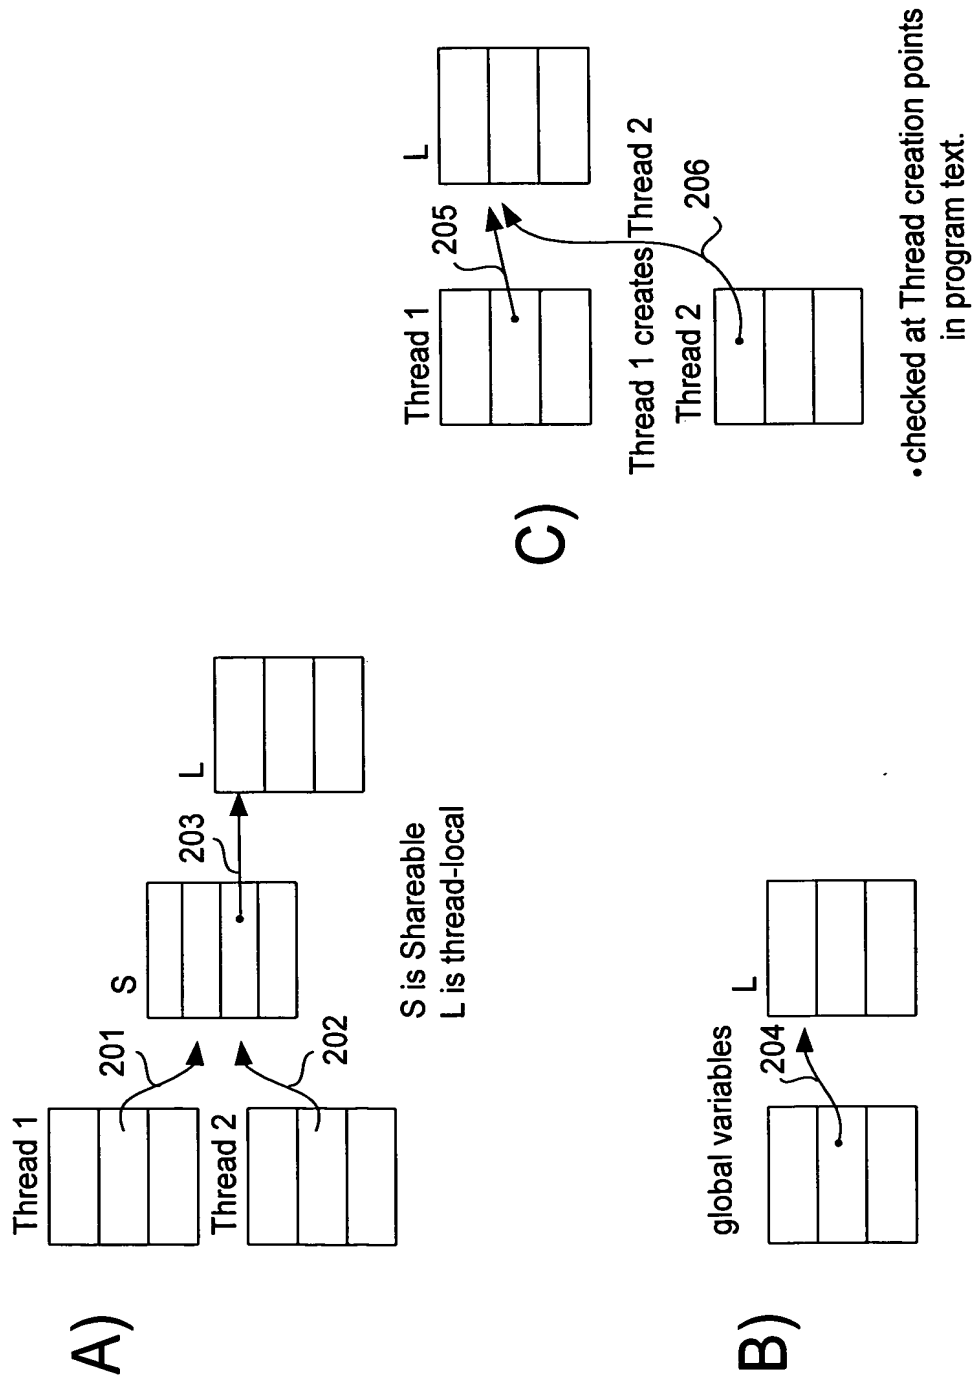 A)
Thread 1
201
S
203
L
Thread 2
202
S is Shareable
L is thread-local
B)
global variables
204
L
C)
Thread 1
205
L
Thread 1 creates Thread 2
Thread 2
206
•checked at Thread creation points
in program text.